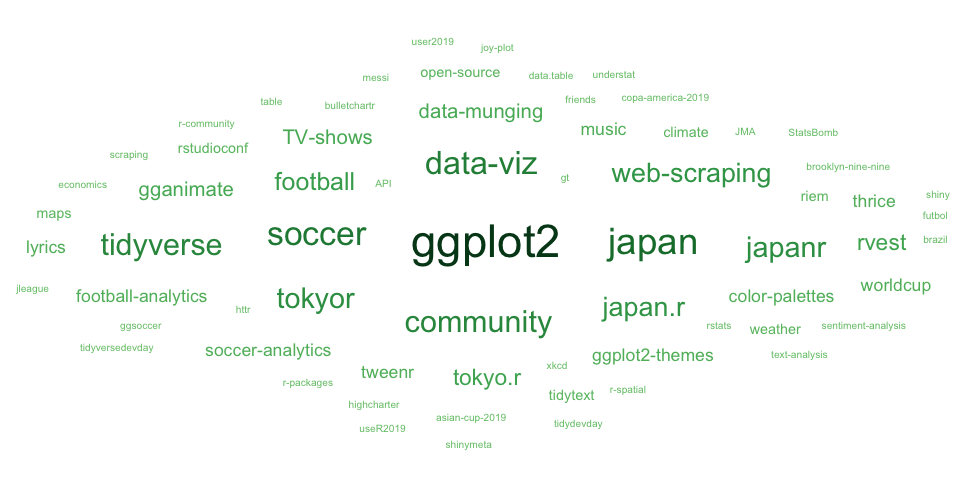 user2019
joy-plot
messi
open-source
data.table
understat
table
bulletchartr
data-munging
friends
copa-america-2019
r-community
TV-shows
music
climate
JMA
StatsBomb
scraping
rstudioconf
data-viz
web-scraping
brooklyn-nine-nine
economics
gganimate
football
API
gt
riem
thrice
shiny
maps
futbol
lyrics
tidyverse
soccer
ggplot2
japan
japanr
rvest
brazil
jleague
football-analytics
httr
tokyor
japan.r
color-palettes
worldcup
ggsoccer
community
rstats
weather
sentiment-analysis
tidyversedevday
soccer-analytics
ggplot2-themes
text-analysis
r-packages
tweenr
tokyo.r
xkcd
tidytext
r-spatial
highcharter
asian-cup-2019
useR2019
tidydevday
shinymeta